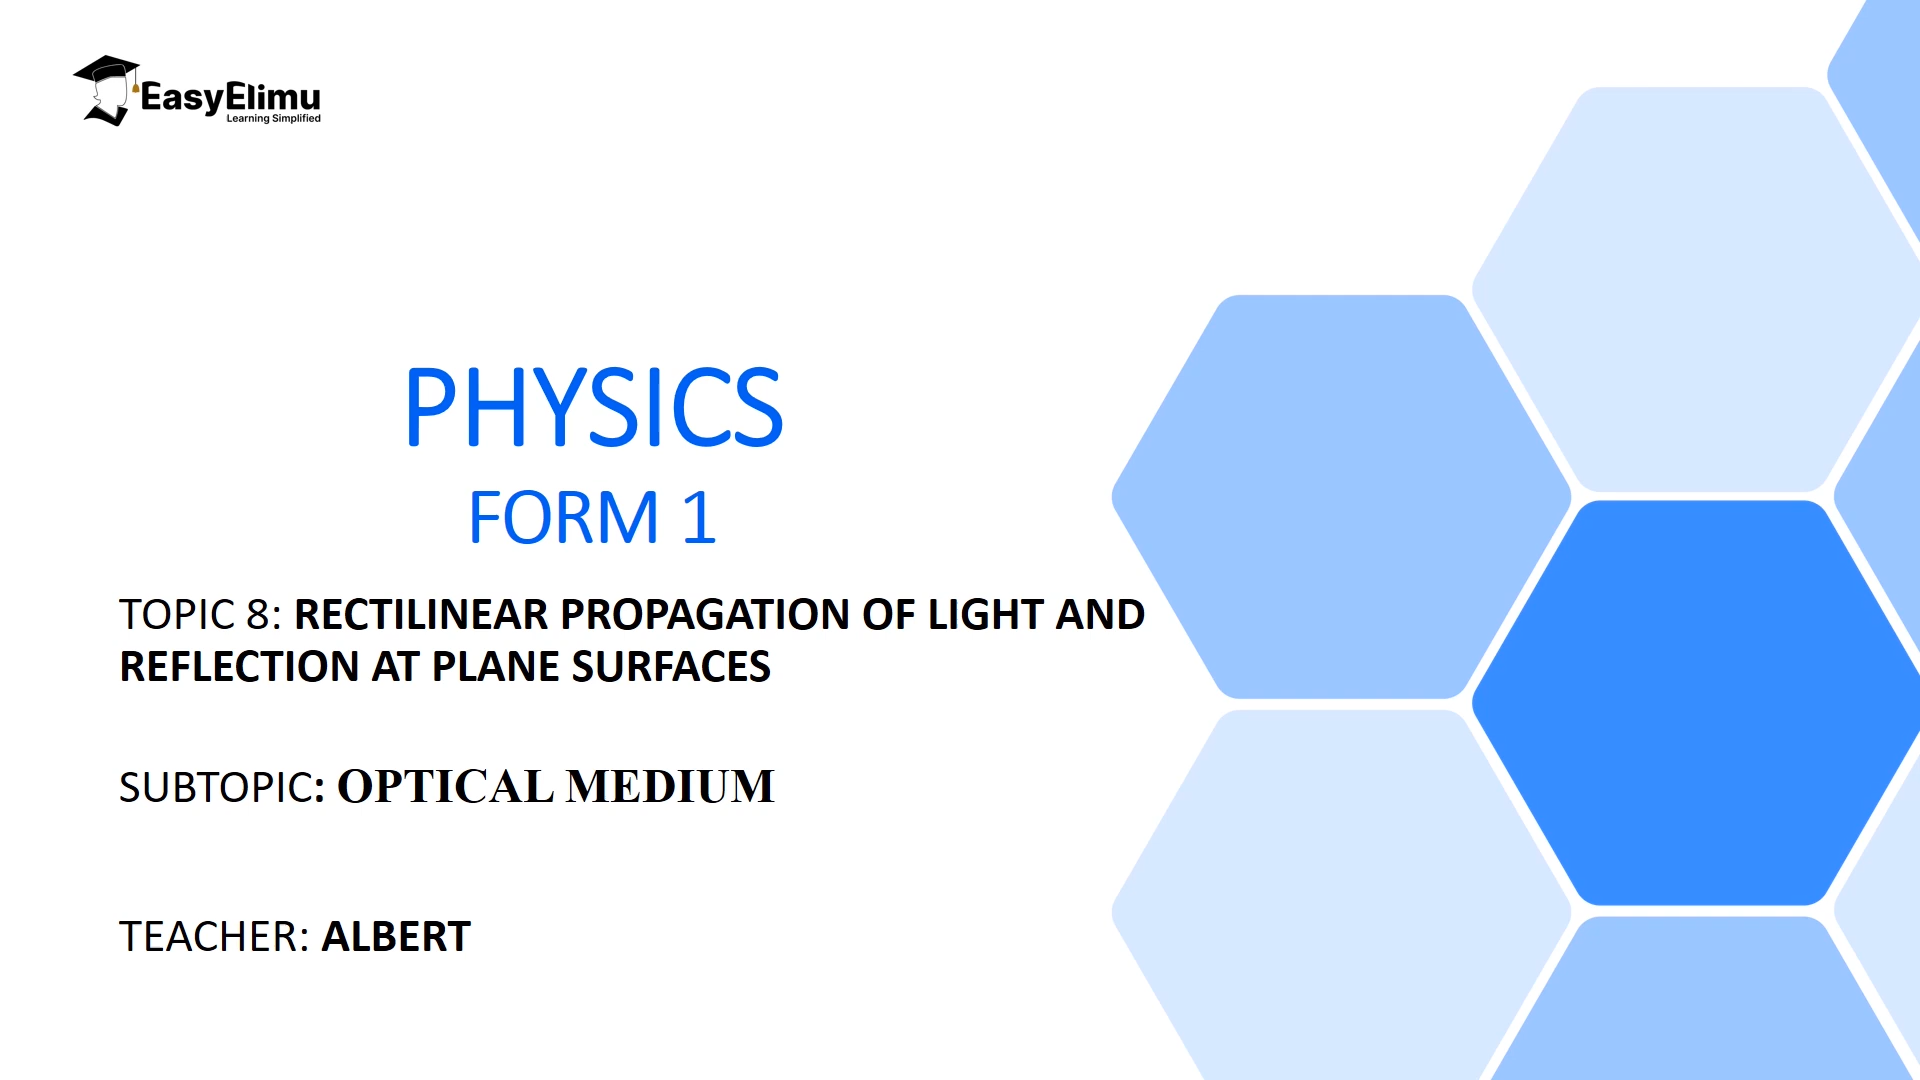 EasyElimu
Learning Simplified
PHYSICS
FORM 1
TOPIC 8: RECTILINEAR PROPAGATION OF LIGHT AND
REFLECTION AT PLANE SURFACES
SUBTOPIC: OPTICAL MEDIUM
TEACHER: ALBERT